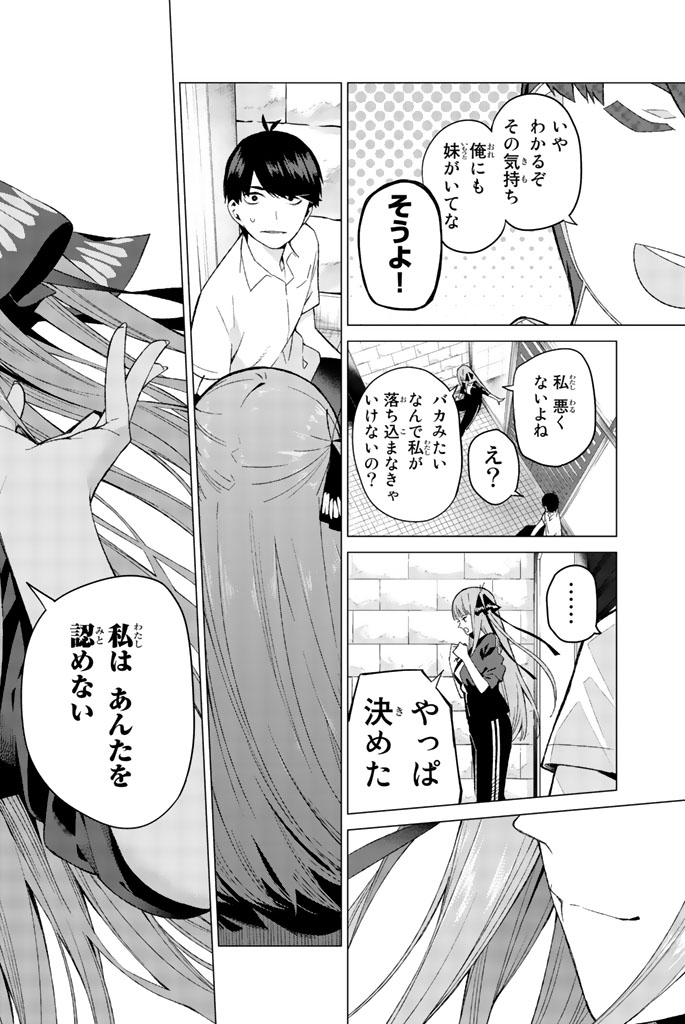 いや
わかるぞ
その気持ち
俺にも
妹がいてな
そうよ！
私悪く
ないよね
え？
バカみたい
なんで私が
落ち込まなきゃ
いけないの？
……
やっぱ
決めた
私は あんたを
認めない